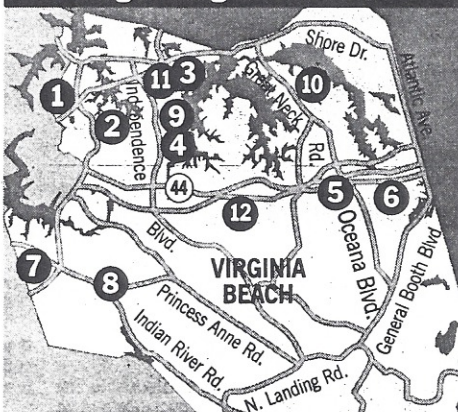 Shore Dr.
Atlantic Ave.
1
11
3
10
Great Neck
Rd.
2
Independence
Blvd.
9
4
44
12
5
6
Oceana Blvd.
General Booth Blvd.
7
8
VIRGINIA
BEACH
Princess Anne Rd.
Indian River Rd.
N. Landing Rd.